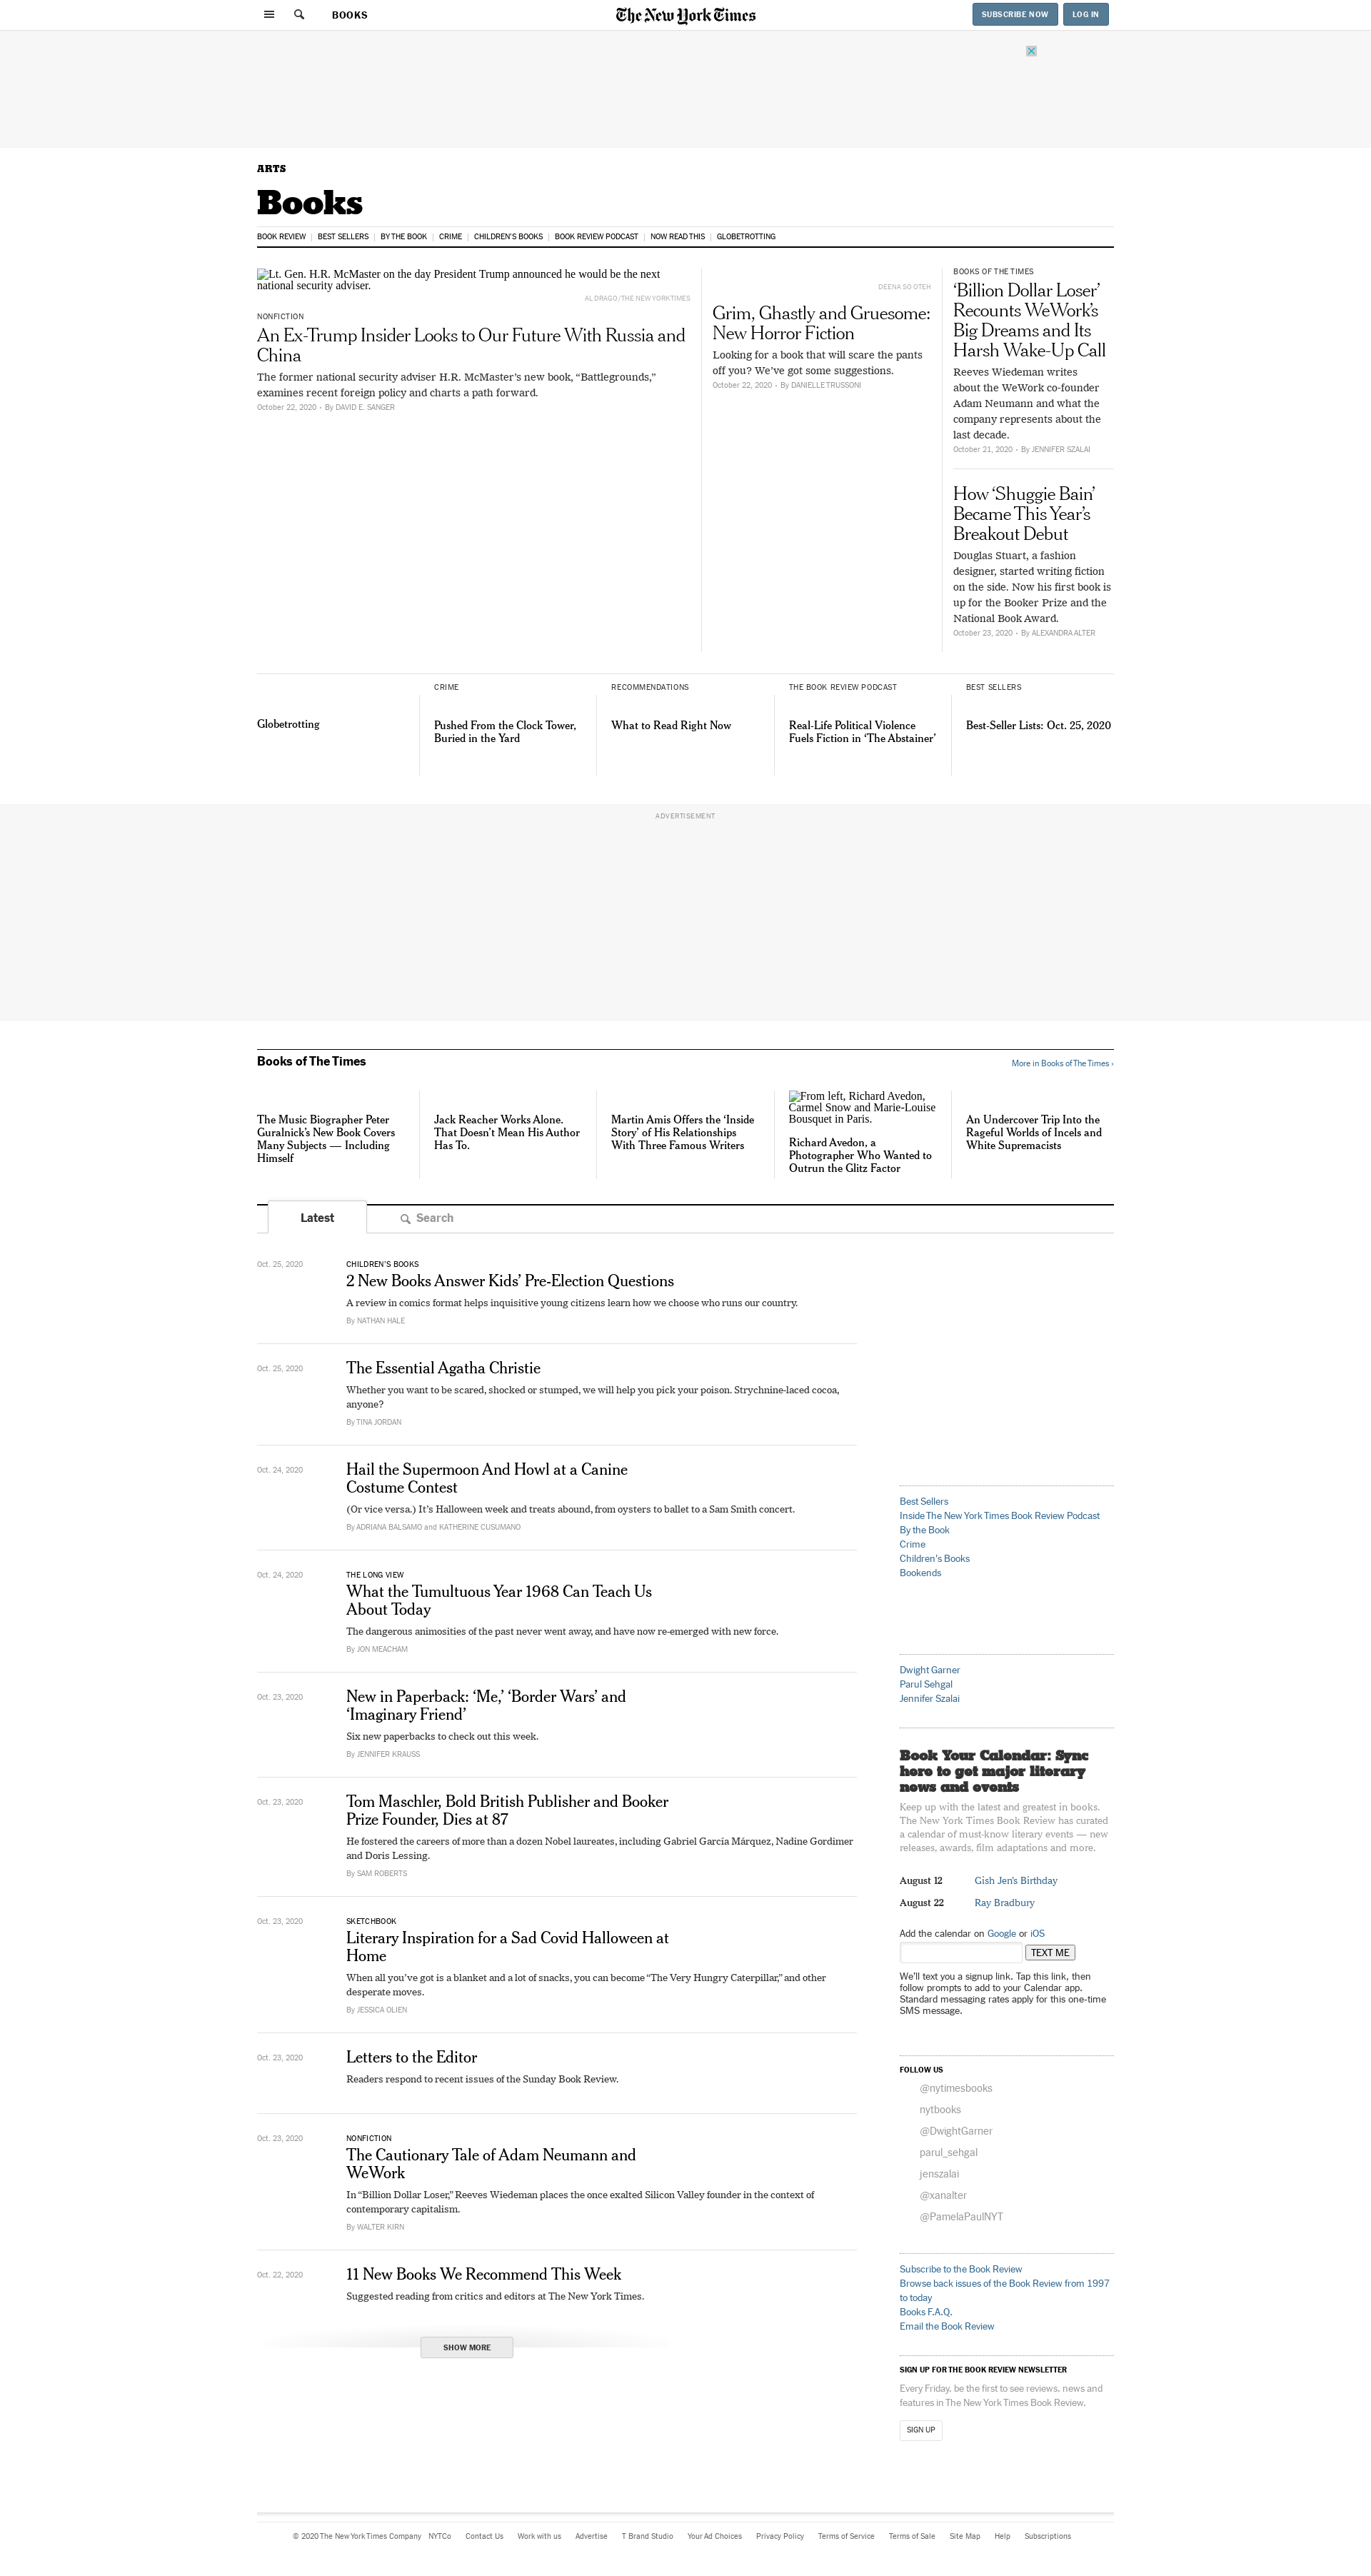 BOOKS
The New York Times
SUBSCRIBE NOW
LOG IN
ARTS
Books
BOOK REVIEW | BEST SELLERS | BY THE BOOK | CRIME | CHILDREN'S BOOKS | BOOK REVIEW PODCAST | NOW READ THIS | GLOBETROTTING
Lt. Gen. H.R. McMaster on the day President Trump announced he would be the next
national security adviser.
AL DRAGO/THE NEW YORK TIMES
NONFICTION
An Ex-Trump Insider Looks to Our Future With Russia and
China
The former national security adviser H.R. McMaster's new book, “Battlegrounds,”
examines recent foreign policy and charts a path forward.
October 22, 2020 • By DAVID E. SANGER
DEENA SO OTEH
Grim, Ghastly and Gruesome:
New Horror Fiction
Looking for a book that will scare the pants
off you? We’ve got some suggestions.
October 22, 2020 • By DANIELLE TRUSSONI
BOOKS OF THE TIMES
‘Billion Dollar Loser’
Recounts WeWork’s
Big Dreams and Its
Harsh Wake-Up Call
Reeves Wiedeman writes
about the WeWork co-founder
Adam Neumann and what the
company represents about the
last decade.
October 21, 2020 • By JENNIFER SZALAI
How ‘Shuggie Bain’
Became This Year’s
Breakout Debut
Douglas Stuart, a fashion
designer, started writing fiction
on the side. Now his first book is
up for the Booker Prize and the
National Book Award.
October 23, 2020 • By ALEXANDRA ALTER
Globetrotting
CRIME
Pushed From the Clock Tower,
Buried in the Yard
RECOMMENDATIONS
What to Read Right Now
THE BOOK REVIEW PODCAST
Real-Life Political Violence
Fuels Fiction in ‘The Abstainer’
BEST SELLERS
Best-Seller Lists: Oct. 25, 2020
ADVERTISEMENT
Books of The Times
More in Books of The Times ›
The Music Biographer Peter
Guralnick’s New Book Covers
Many Subjects — Including
Himself
Jack Reacher Works Alone.
That Doesn’t Mean His Author
Has To.
Martin Amis Offers the ‘Inside
Story’ of His Relationships
With Three Famous Writers
From left, Richard Avedon,
Carmel Snow and Marie-Louise
Bousquet in Paris.
Richard Avedon, a
Photographer Who Wanted to
Outrun the Glitz Factor
An Undercover Trip Into the
Rageful Worlds of Incels and
White Supremacists
Latest
Search
Oct. 25, 2020
CHILDREN’S BOOKS
2 New Books Answer Kids’ Pre-Election Questions
A review in comics format helps inquisitive young citizens learn how we choose who runs our country.
By NATHAN HALE
Oct. 25, 2020
The Essential Agatha Christie
Whether you want to be scared, shocked or stumped, we will help you pick your poison. Strychnine-laced cocoa,
anyone?
By TINA JORDAN
Oct. 24, 2020
Hail the Supermoon And Howl at a Canine
Costume Contest
(Or vice versa.) It’s Halloween week and treats abound, from oysters to ballet to a Sam Smith concert.
By ADRIANA BALSAMO and KATHERINE CUSUMANO
Oct. 24, 2020
THE LONG VIEW
What the Tumultuous Year 1968 Can Teach Us
About Today
The dangerous animosities of the past never went away, and have now re-emerged with new force.
By JON MEACHAM
Oct. 23, 2020
New in Paperback: ‘Me,’ ‘Border Wars’ and
‘Imaginary Friend’
Six new paperbacks to check out this week.
By JENNIFER KRAUSS
Oct. 23, 2020
Tom Maschler, Bold British Publisher and Booker
Prize Founder, Dies at 87
He fostered the careers of more than a dozen Nobel laureates, including Gabriel García Márquez, Nadine Gordimer
and Doris Lessing.
By SAM ROBERTS
Oct. 23, 2020
SKETCHBOOK
Literary Inspiration for a Sad Covid Halloween at
Home
When all you’ve got is a blanket and a lot of snacks, you can become “The Very Hungry Caterpillar,” and other
desperate moves.
By JESSICA OLIEN
Oct. 23, 2020
Letters to the Editor
Readers respond to recent issues of the Sunday Book Review.
Oct. 23, 2020
NONFICTION
The Cautionary Tale of Adam Neumann and
WeWork
In “Billion Dollar Loser,” Reeves Wiedeman places the once exalted Silicon Valley founder in the context of
contemporary capitalism.
By WALTER KIRN
Oct. 22, 2020
11 New Books We Recommend This Week
Suggested reading from critics and editors at The New York Times.
SHOW MORE
Best Sellers
Inside The New York Times Book Review Podcast
By the Book
Crime
Children's Books
Bookends
Dwight Garner
Parul Sehgal
Jennifer Szalai
Book Your Calendar: Sync
here to get major literary
news and events
Keep up with the latest and greatest in books.
The New York Times Book Review has curated
a calendar of must-know literary events — new
releases, awards, film adaptations and more.
August 12 Gish Jen’s Birthday
August 22 Ray Bradbury
Add the calendar on Google or iOS
TEXT ME
We’ll text you a signup link. Tap this link, then
follow prompts to add to your Calendar app.
Standard messaging rates apply for this one-time
SMS message.
FOLLOW US
@nytimesbooks
nytbooks
@DwightGarner
parul_sehgal
jenszalai
@xanalter
@PamelaPaulNYT
Subscribe to the Book Review
Browse back issues of the Book Review from 1997
to today
Books F.A.Q.
Email the Book Review
SIGN UP FOR THE BOOK REVIEW NEWSLETTER
Every Friday, be the first to see reviews, news and
features in The New York Times Book Review.
SIGN UP
© 2020 The New York Times Company NYTCo Contact Us Work with us Advertise T Brand Studio Your Ad Choices Privacy Policy Terms of Service Terms of Sale Site Map Help Subscriptions